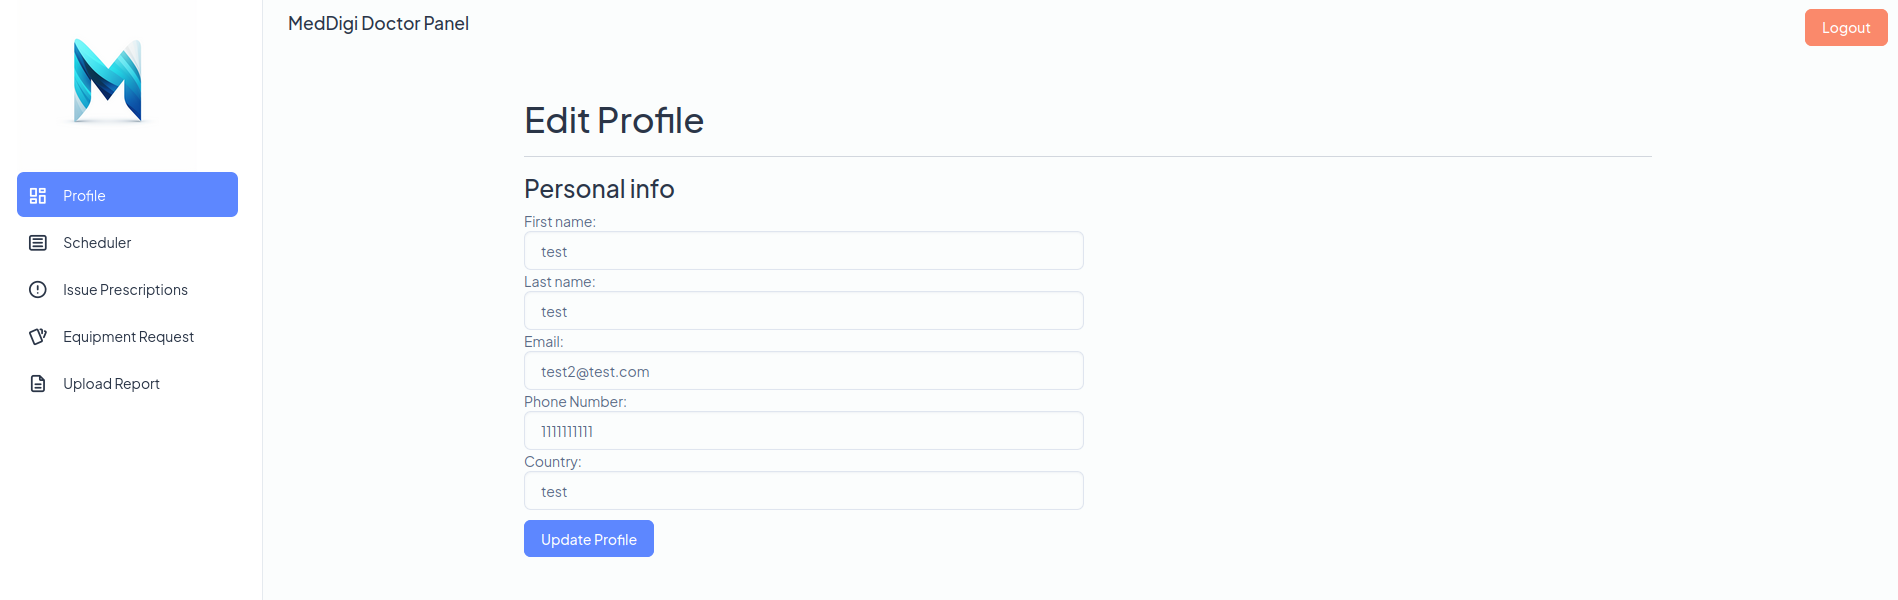 MedDigi Doctor Panel
Logout
Profile
Scheduler
Issue Prescriptions
Equipment Request
Upload Report
Edit Profile
Personal info
First name:
test
Last name:
test
Email:
test2@test.com
Phone Number:
1111111111
Country:
test
Update Profile